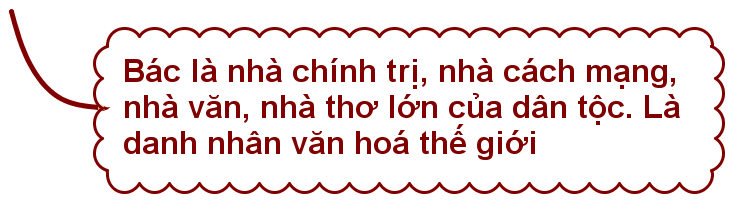 Bác là nhà chính trị, nhà cách mạng,
nhà văn, nhà thơ lớn của dân tộc. Là
danh nhân văn hoá thế giới